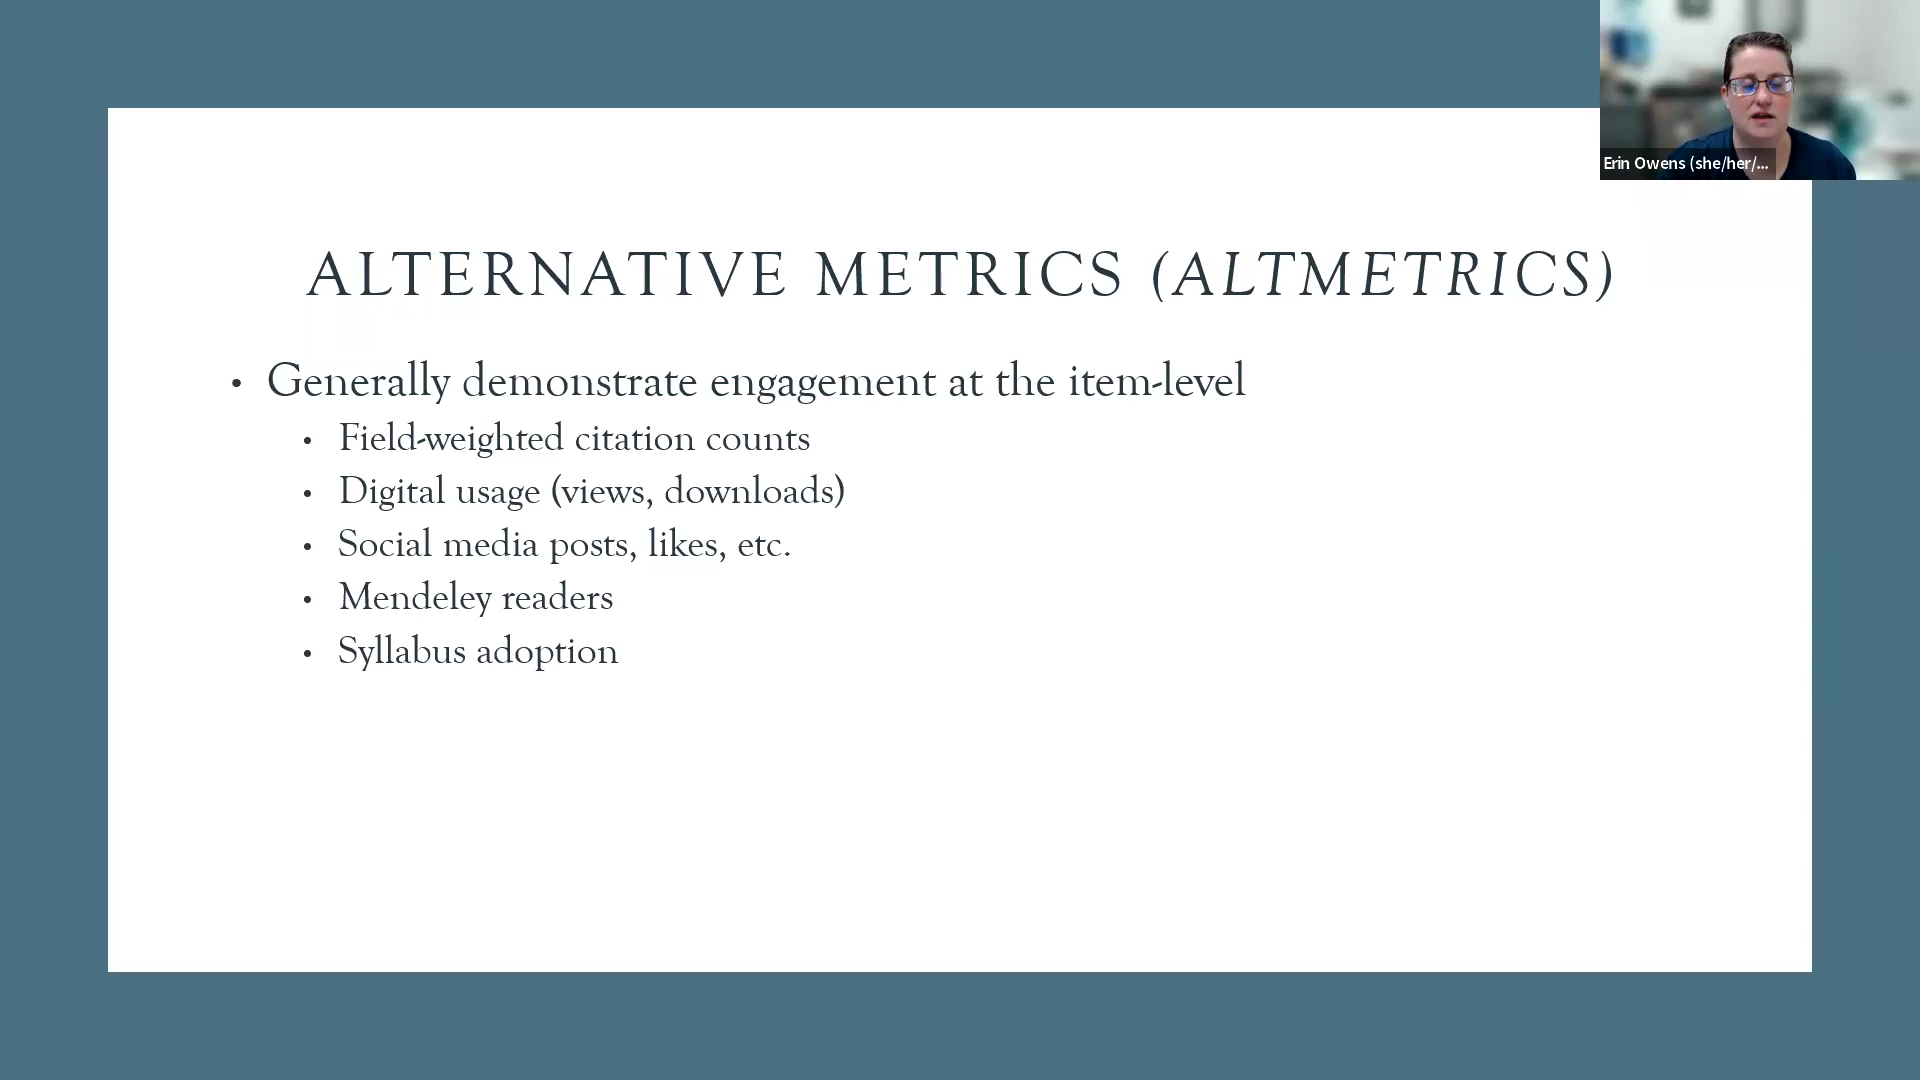 Erin Owens (she/her/...
ALTERNATIVE METRICS (ALTMETRICS)
• Generally demonstrate engagement at the item-level
• Field-weighted citation counts
• Digital usage (views, downloads)
• Social media posts, likes, etc.
• Mendeley readers
• Syllabus adoption